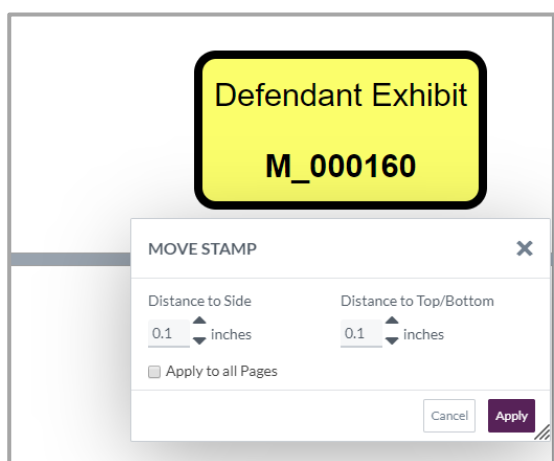 Defendant Exhibit
M_000160
MOVE STAMP
Distance to Side Distance to Top/Bottom
0.1 inches 0.1 inches
Apply to all Pages
Cancel Apply